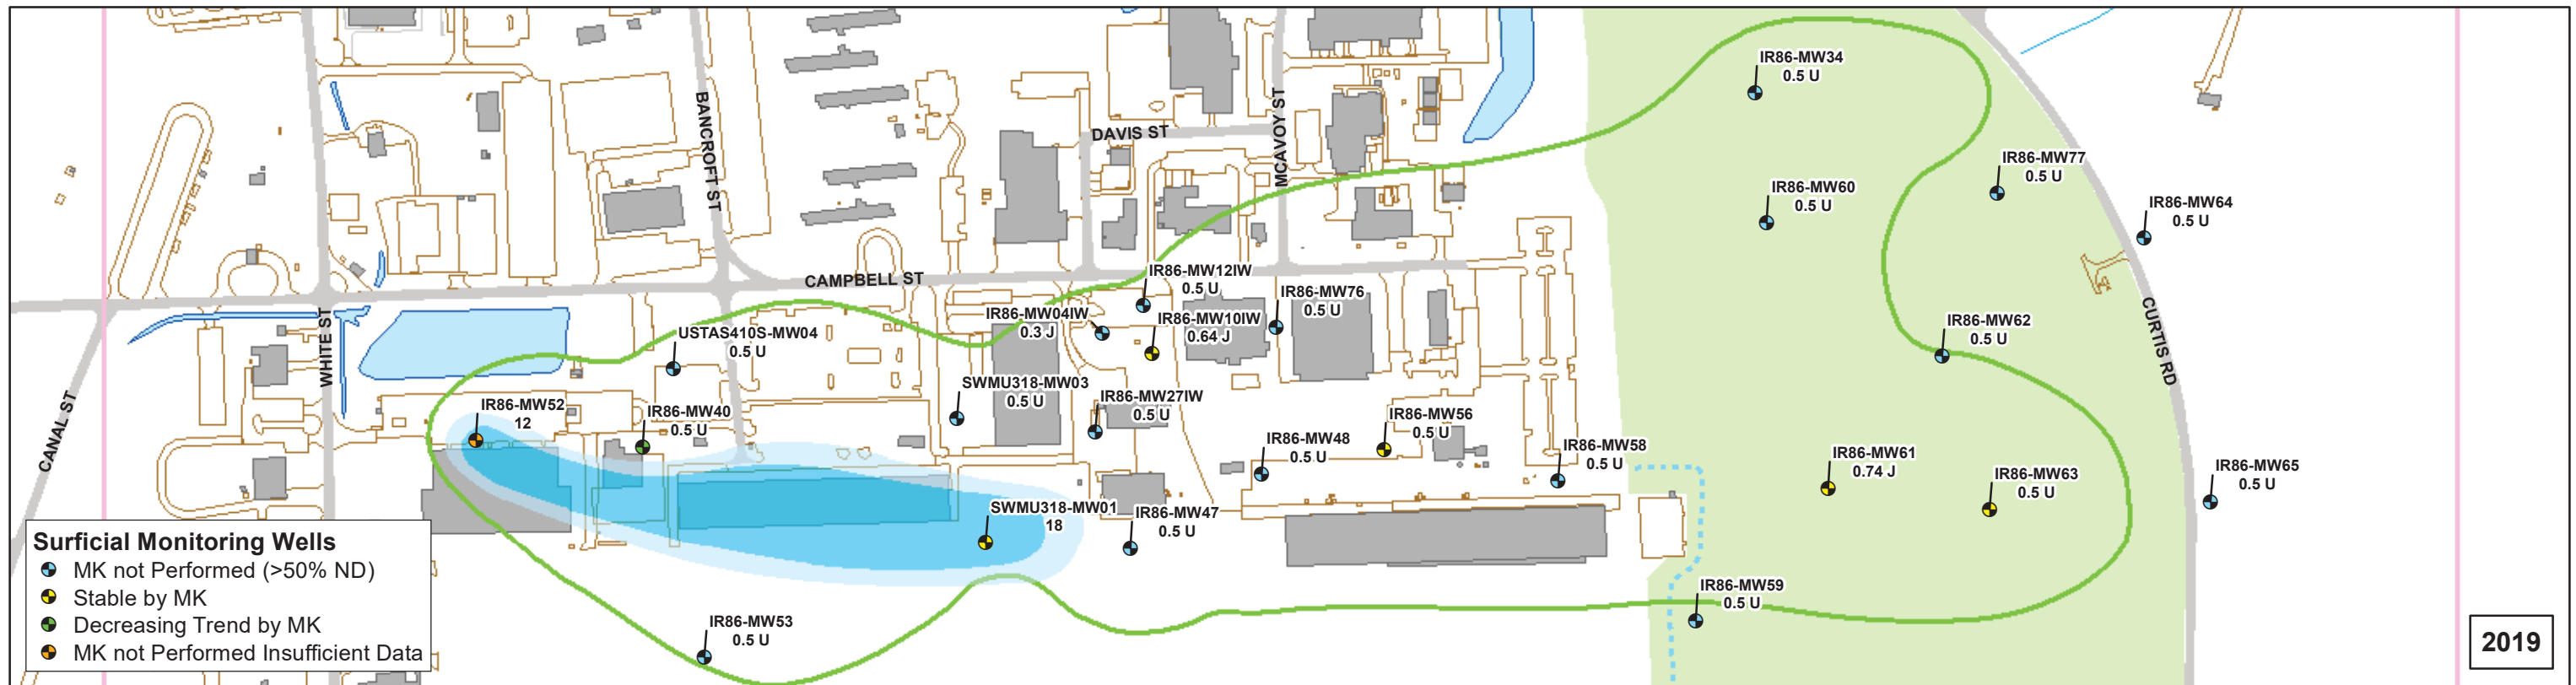 IR86-MW34
0.5 U
BANCROFT ST
DAVIS ST
MCAVOY ST
IR86-MW77
0.5 U
IR86-MW60
0.5 U
IR86-MW64
0.5 U
CAMPBELL ST
IR86-MW12IW
0.5 U
IR86-MW76
0.5 U
IR86-MW04IW
0.3 J
IR86-MW10IW
0.64 J
IR86-MW62
0.5 U
CURTIS RD
WHITE ST
USTAS410S-MW04
0.5 U
CANAL ST
SWMU318-MW03
0.5 U
IR86-MW27IW
0.5 U
IR86-MW52
12
IR86-MW40
0.5 U
IR86-MW56
0.5 U
IR86-MW48
0.5 U
IR86-MW58
0.5 U
IR86-MW61
0.74 J
IR86-MW63
0.5 U
IR86-MW65
0.5 U
SWMU318-MW01
18
IR86-MW47
0.5 U
IR86-MW59
0.5 U
IR86-MW53
0.5 U
Surficial Monitoring Wells
MK not Performed (>50% ND)
Stable by MK
Decreasing Trend by MK
MK not Performed Insufficient Data
2019